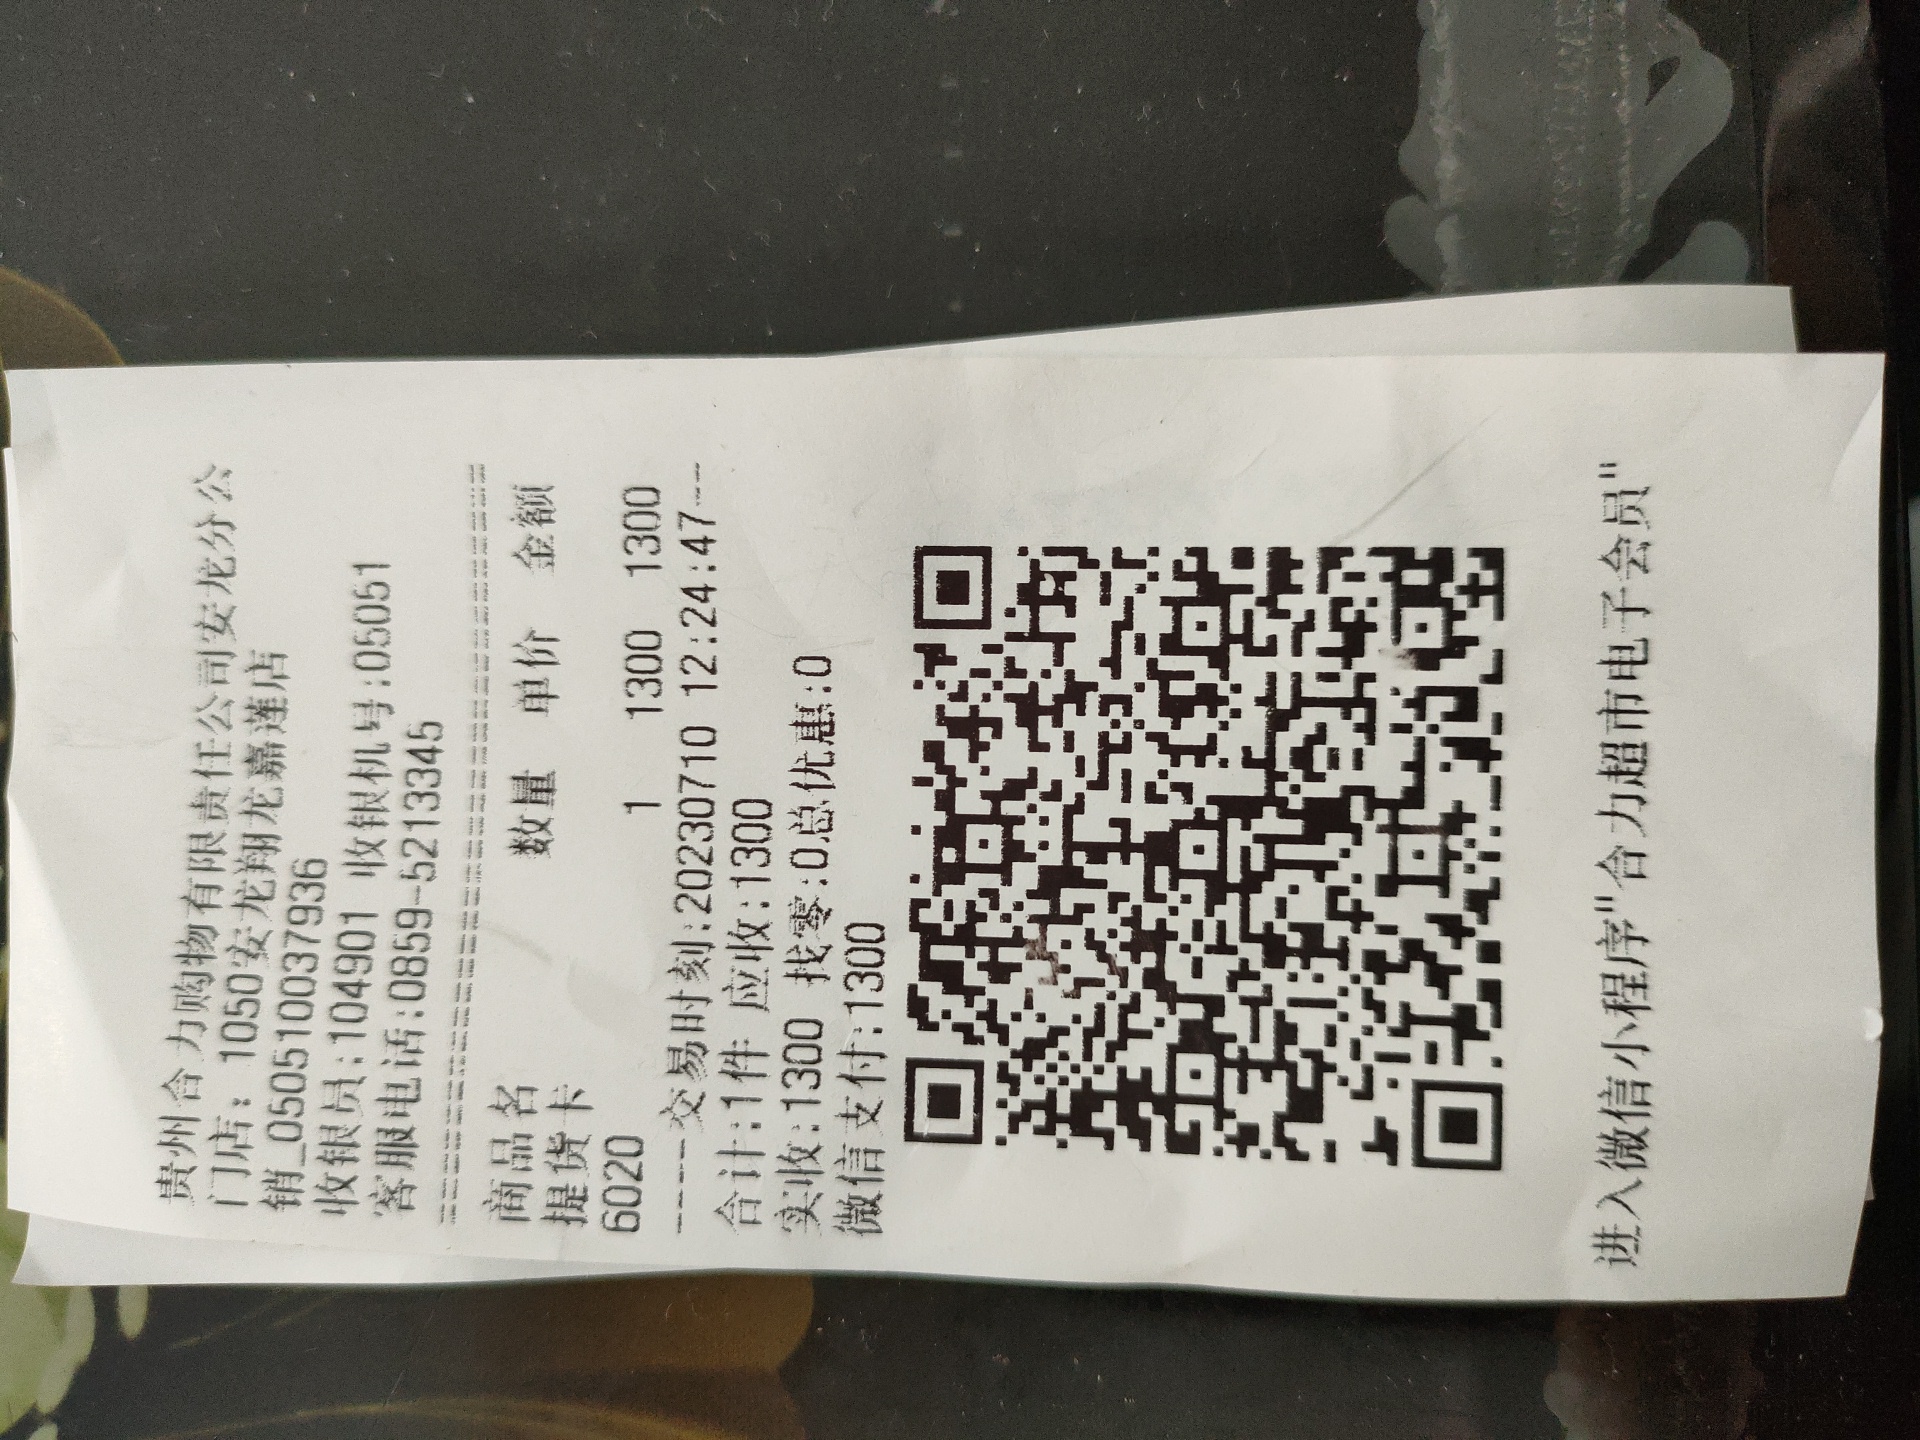 贵州合力购物有限责任公司安龙分公
门店：1050安龙翔龙嘉莲店
销_050510037936
收银员:104901 收银机号:05051
客服电话:0859-5213345
商品名 数量 单价 金额
提货卡
6020 1 1300 1300
----交易时刻:20230710 12:24:47---
合计:1件 应收:1300
实收:1300 找零:0总优惠:0
微信支付:1300
进入微信小程序"合力超市电子会员"